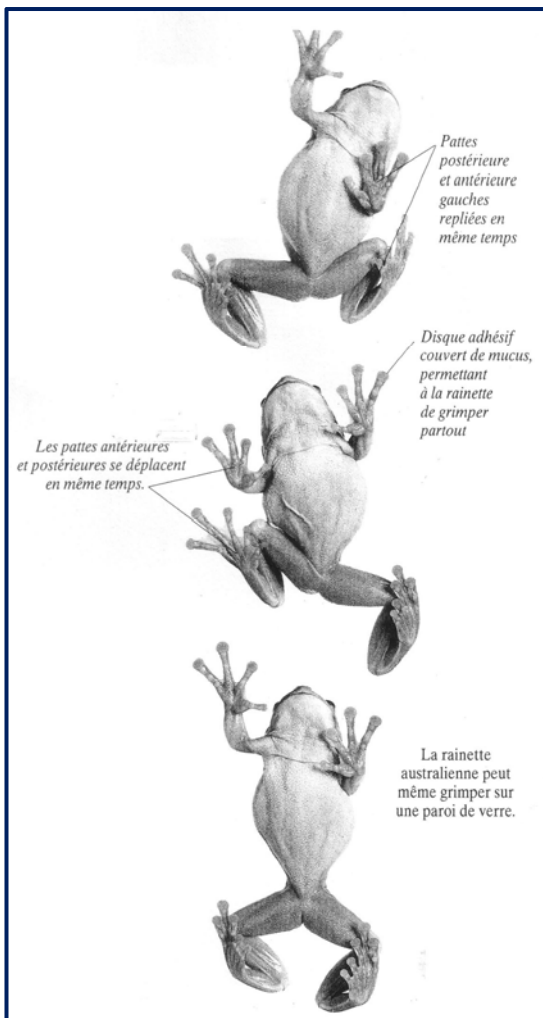 Pattes
postérieure
et antérieure
gauches
repliées en
même temps
Disque adhésif
couvert de mucus,
permettant
à la rainette
de grimper
partout
Les pattes antérieures
et postérieures se déplacent
en même temps.
La rainette
australienne peut
même grimper sur
une paroi de verre.